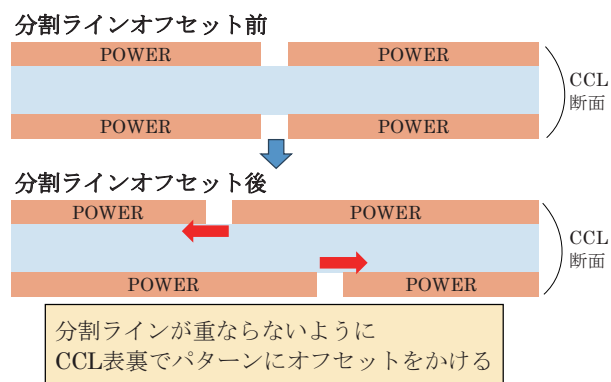 分割ラインオフセット前
POWER POWER
CCL
断面
POWER POWER
分割ラインオフセット後
POWER POWER
CCL
断面
POWER POWER
分割ラインが重ならないように
CCL表裏でパターンにオフセットをかける